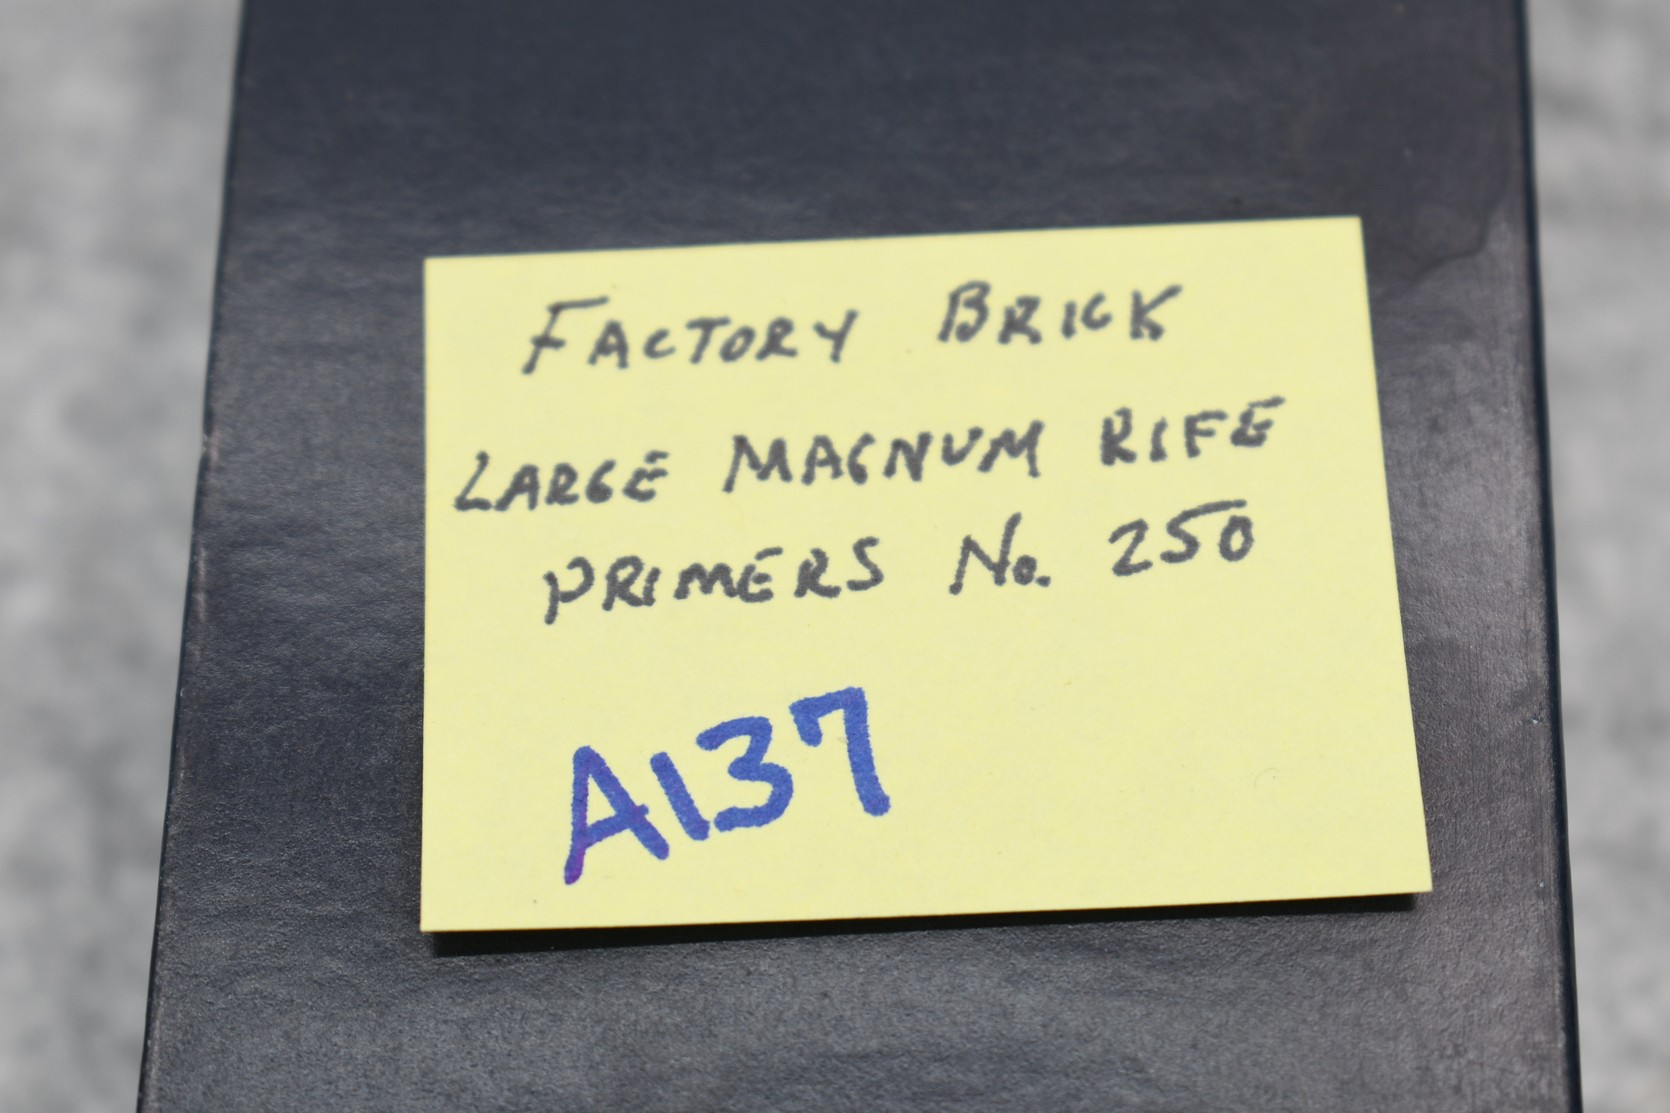 FACTORY BRICK
LARGE MAGNUM RIFE
PRIMERS No. 250
A137